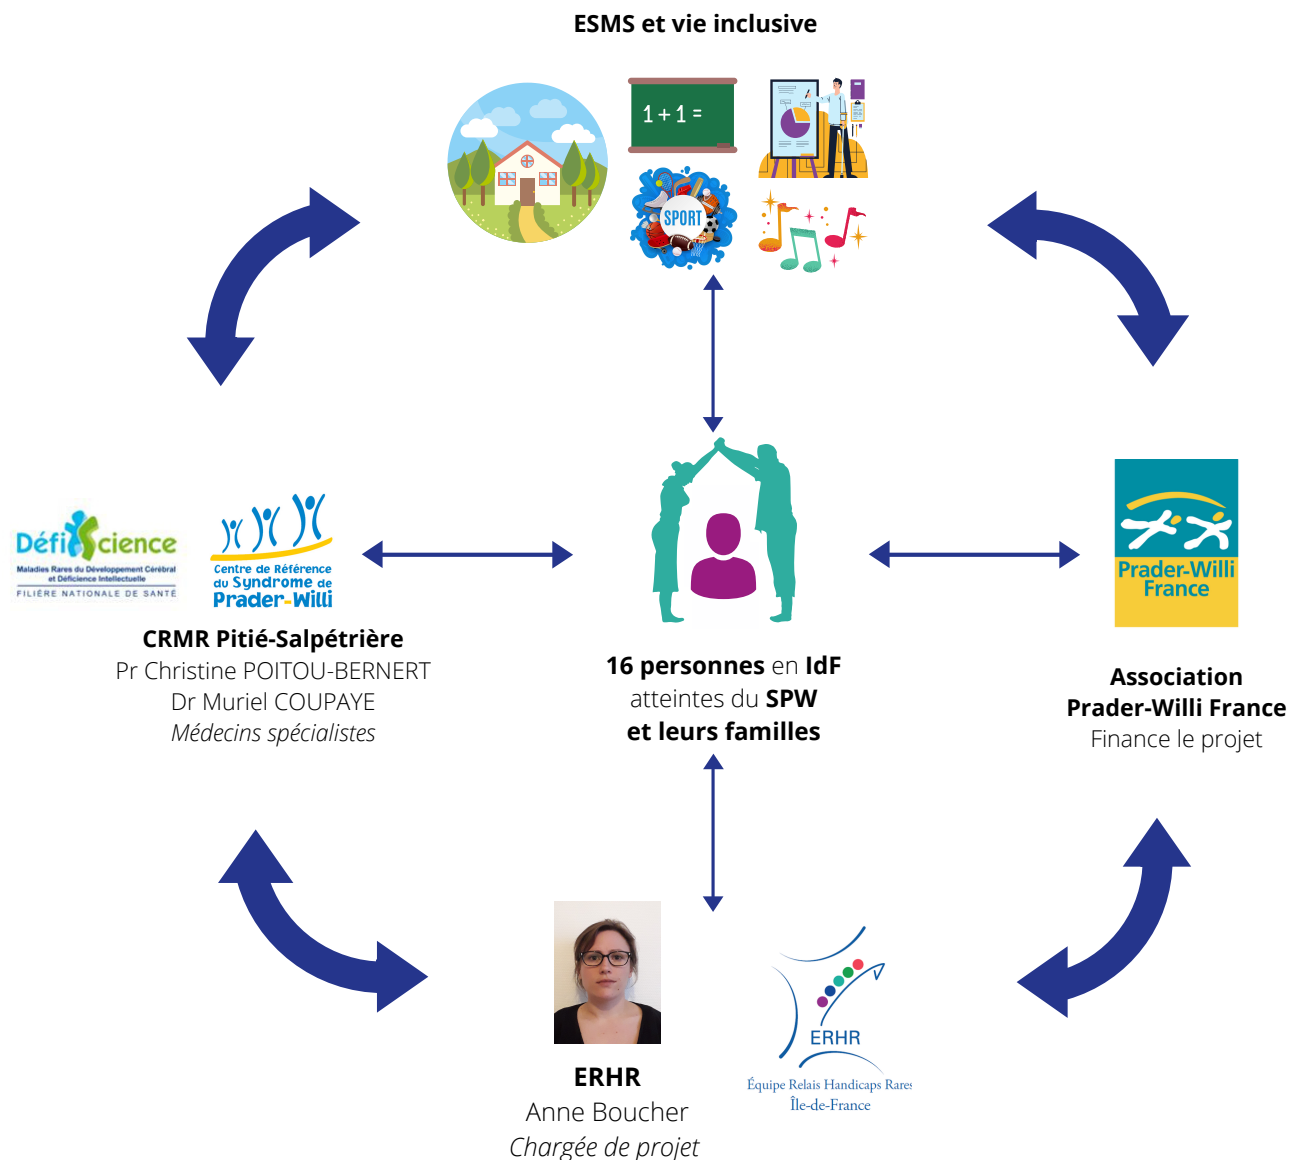 ESMS et vie inclusive
1+1=
SPORT
DéfiScience
Maladies Rares du Développement Cérébral
et Déficience Intellectuelle
FILIÈRE NATIONALE DE SANTÉ
Centre de Référence
du Syndrome de
Prader-Willi
CRMR Pitié-Salpétrière
Pr Christine POITOU-BERNERT
Dr Muriel COUPAYE
Médecins spécialistes
16 personnes en IdF
atteintes du SPW
et leurs familles
Prader-Willi
France
Association
Prader-Willi France
Finance le projet
ERHR
Anne Boucher
Chargée de projet
ERHR
Équipe Relais Handicaps Rares
Île-de-France